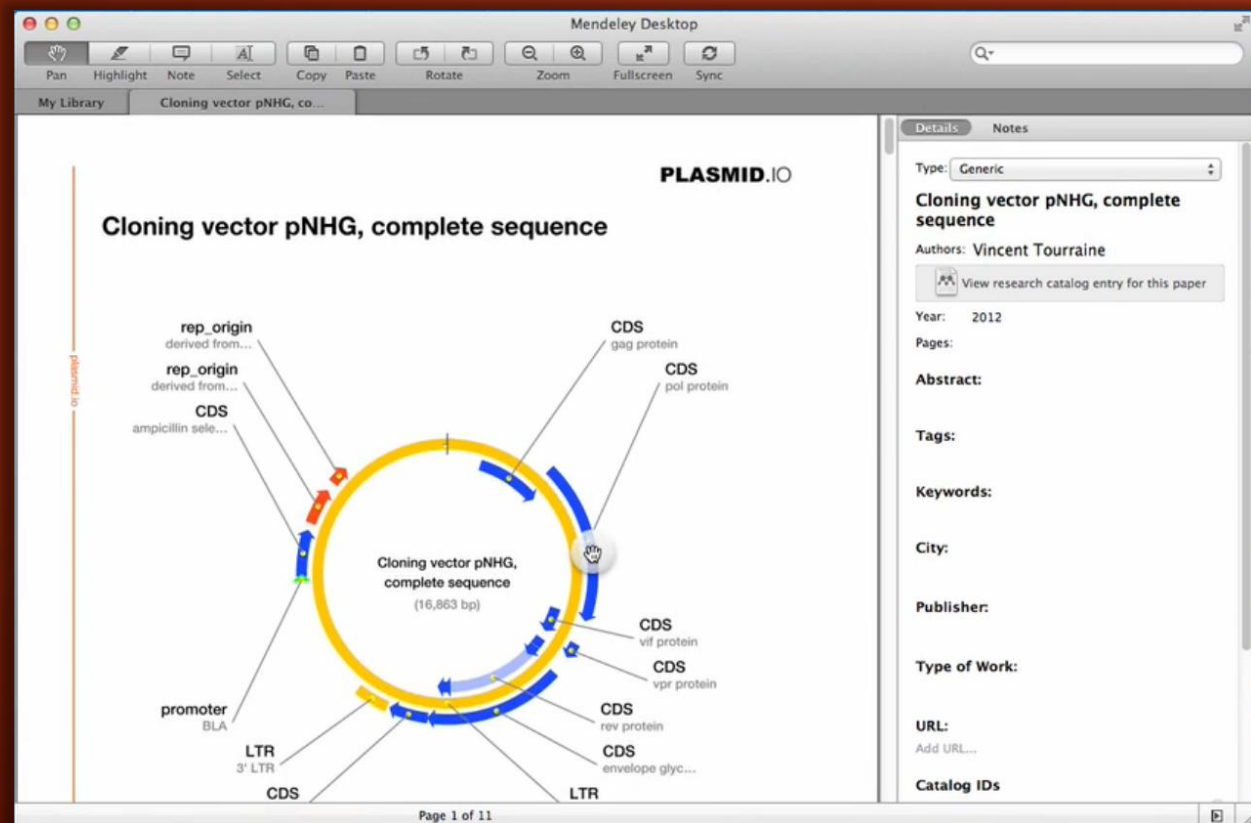 Mendeley Desktop
Pan Highlight Note Select Copy Paste Rotate Zoom Fullscreen Sync
My Library
Cloning vector pNHG, co...
PLASMID.IO
Cloning vector pNHG, complete sequence
plasmid.io
rep_origin
derived from...
rep_origin
derived from...
CDS
ampicillin sele...
CDS
gag protein
CDS
pol protein
Cloning vector pNHG,
complete sequence
(16,863 bp)
CDS
vif protein
CDS
vpr protein
CDS
rev protein
CDS
envelope glyc...
LTR
promoter
BLA
LTR
3' LTR
CDS
Page 1 of 11
Details Notes
Type: Generic
Cloning vector pNHG, complete
sequence
Authors: Vincent Tourraine
View research catalog entry for this paper
Year: 2012
Pages:
Abstract:
Tags:
Keywords:
City:
Publisher:
Type of Work:
URL:
Add URL...
Catalog IDs